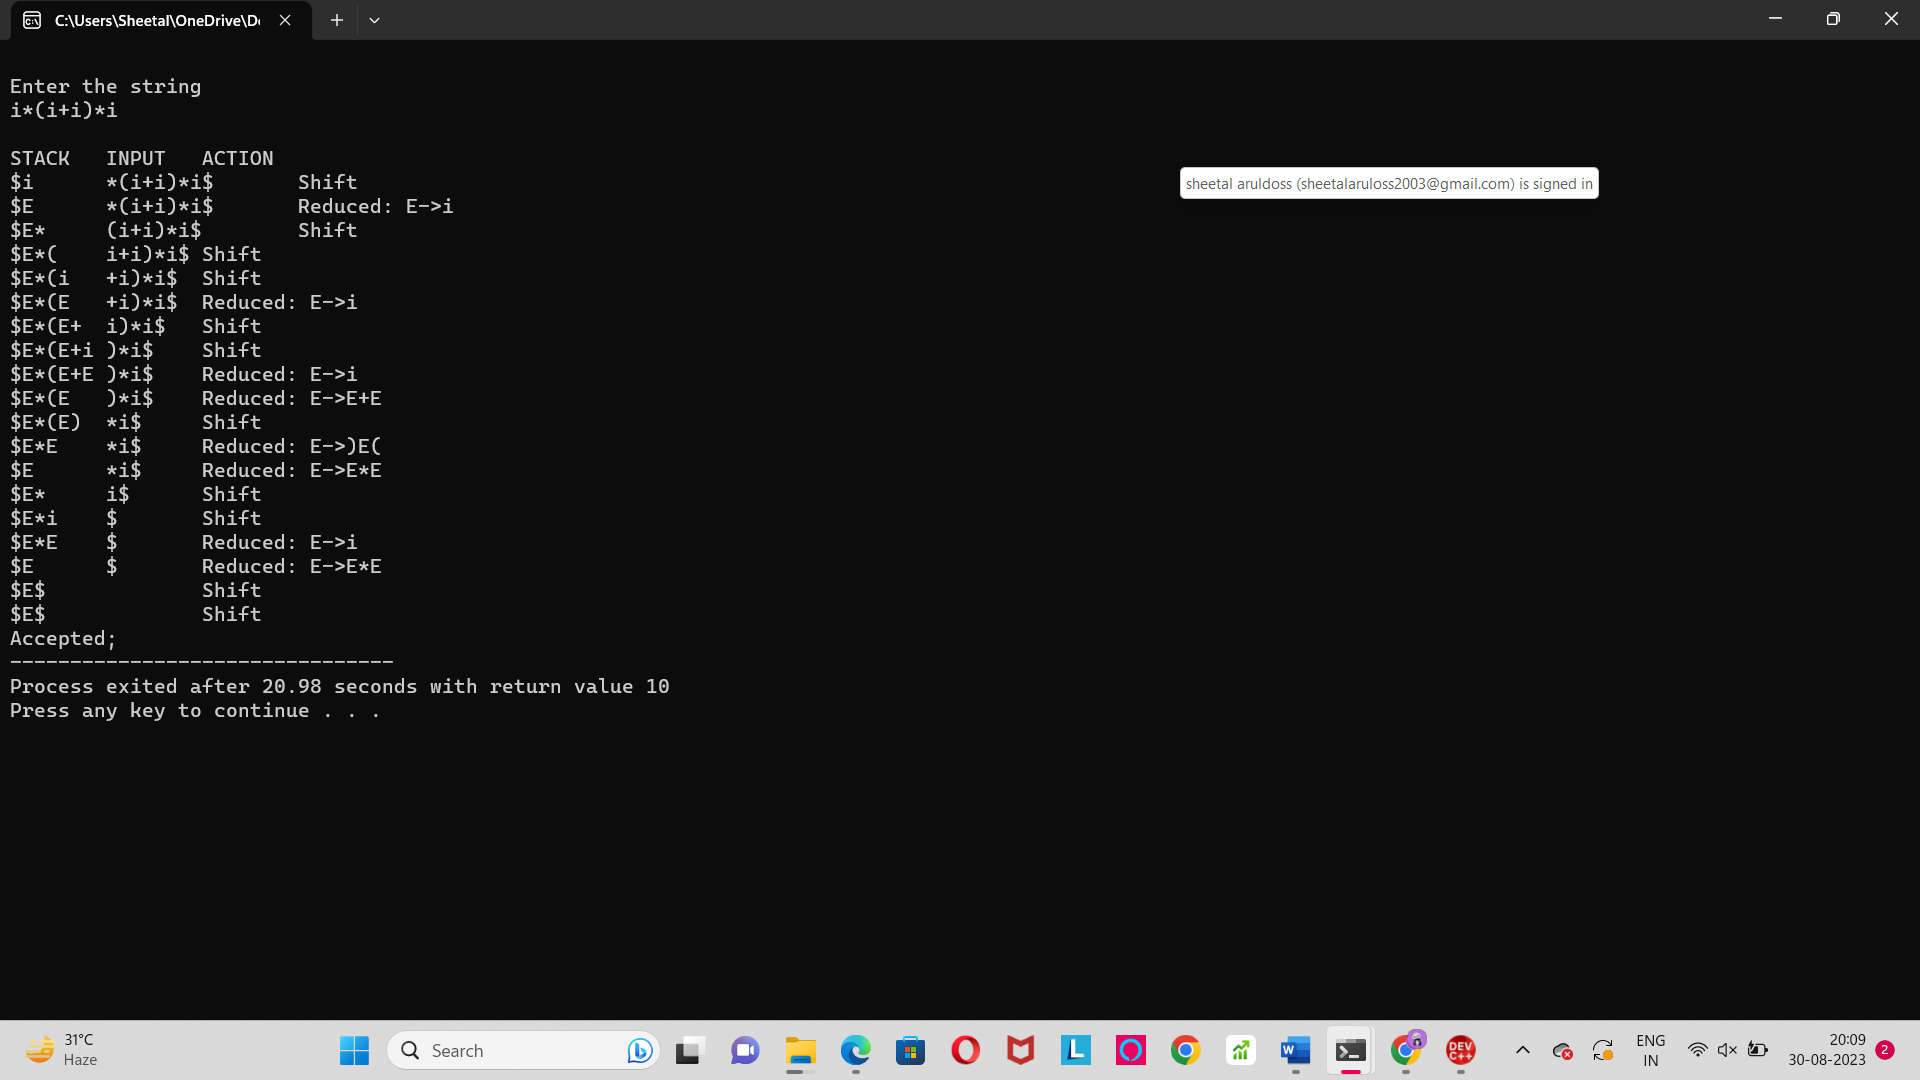 C:\Users\Sheetal\OneDrive\De
Enter the string
i*(i+i)*i
STACK INPUT ACTION
$i *(i+i)*i$ Shift
$E *(i+i)*i$ Reduced: E->i
$E* (i+i)*i$ Shift
$E*( i+i)*i$ Shift
$E*(i +i)*i$ Shift
$E*(E +i)*i$ Reduced: E->i
$E*(E+ i)*i$ Shift
$E*(E+i )*i$ Shift
$E*(E+E )*i$ Reduced: E->i
$E*(E )*i$ Reduced: E->E+E
$E*(E) *i$ Shift
$E*E *i$ Reduced: E->)E(
$E *i$ Reduced: E->E*E
$E* i$ Shift
$E*i $ Shift
$E*E $ Reduced: E->i
$E $ Reduced: E->E*E
$E$ Shift
$E$ Shift
Accepted;
--------------------------------
Process exited after 20.98 seconds with return value 10
Press any key to continue . . .
sheetal aruldoss (sheetalaruloss2003@gmail.com) is signed in
31°C
Haze
Search
L
W
DEV
C++
ENG
IN
20:09
30-08-2023
2